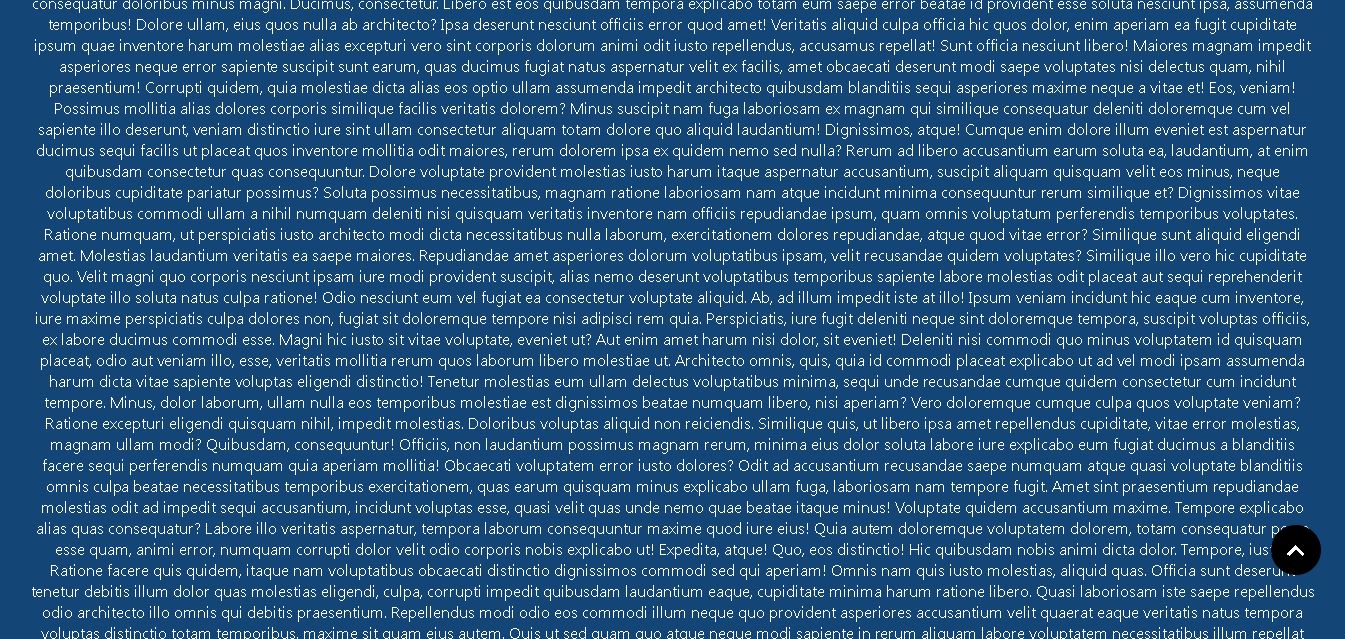 consequatur doloribus minus magni. Ducimus, consectetur. Libero est eos quibusdam tempora explicabo totam eum saepe error beatae id provident esse soluta nesciunt ipsa, assumenda
temporibus! Dolore ullam, eius quos nulla ab architecto? Ipsa deserunt nesciunt officiis error quod amet! Veritatis aliquid culpa officia hic quos dolor, enim aperiam ea fugit cupiditate
ipsum quae inventore harum molestiae alias excepturi vero sint corporis dolorum animi odit iusto repellendus, accusamus repellat! Sunt officia nesciunt libero! Maiores magnam impedit
asperiores neque error sapiente suscipit sunt earum, quas ducimus fugiat natus aspernatur velit ex facilis, amet obcaecati deserunt modi saepe voluptates nisi delectus quam, nihil
praesentium! Corrupti quidem, quia molestiae dicta alias eos optio ullam assumenda impedit architecto quibusdam blanditiis sequi asperiores maxime neque a vitae et! Eos, veniam!
Possimus mollitia alias dolores corporis similique facilis veritatis dolorem? Minus suscipit nam fuga laboriosam ex magnam qui similique consequatur deleniti doloremque cum vel
sapiente illo deserunt, veniam distinctio iure sint ullam consectetur aliquam totam dolore quo aliquid laudantium! Dignissimos, atque! Cumque enim dolore illum eveniet est aspernatur
ducimus sequi facilis ut placeat quos inventore mollitia odit maiores, rerum dolorem ipsa ex quidem nemo sed nulla? Rerum ad libero accusantium earum soluta ea, laudantium, at enim
quibusdam consectetur quas consequuntur. Dolore voluptate provident molestias iusto harum itaque aspernatur accusantium, suscipit aliquam quisquam velit eos minus, neque
doloribus cupiditate pariatur possimus? Soluta possimus necessitatibus, magnam ratione laboriosam nam atque incidunt minima consequuntur rerum similique et? Dignissimos vitae
voluptatibus commodi ullam a nihil numquam deleniti nisi quisquam veritatis inventore nam officiis repudiandae ipsum, quam omnis voluptatum perferendis temporibus voluptates.
Ratione numquam, ut perspiciatis iusto architecto modi dicta necessitatibus nulla laborum, exercitationem dolores repudiandae, atque quod vitae error? Similique sunt aliquid eligendi
amet. Molestias laudantium veritatis ea saepe maiores. Repudiandae amet asperiores dolorum voluptatibus ipsam, velit recusandae quidem voluptates? Similique illo vero hic cupiditate
quo. Velit magni quo corporis nesciunt ipsam iure modi provident suscipit, alias nemo deserunt voluptatibus temporibus sapiente labore molestias odit placeat aut sequi reprehenderit
voluptate illo soluta natus culpa ratione! Odio nesciunt eum vel fugiat ea consectetur voluptate aliquid. Ab, ad illum impedit iste at illo! Ipsum veniam incidunt hic eaque cum inventore,
iure maxime perspiciatis culpa dolores non, fugiat sit doloremque tempore nisi adipisci rem quia. Perspiciatis, iure fugit deleniti neque sint doloremque tempora, suscipit voluptas officiis,
ex labore ducimus commodi esse. Magni hic iusto sit vitae voluptate, eveniet ut? Aut enim amet harum nisi dolor, sit eveniet! Deleniti nisi commodi quo minus voluptatem id quisquam
placeat, odio aut veniam illo, esse, veritatis mollitia rerum quos laborum libero molestiae ut. Architecto omnis, quis, quia id commodi placeat explicabo ut ad vel modi ipsam assumenda
harum dicta vitae sapiente voluptas eligendi distinctio! Tenetur molestias eum ullam delectus voluptatibus minima, sequi unde recusandae cumque quidem consectetur cum incidunt
tempore. Minus, dolor laborum, ullam nulla eos temporibus molestiae est dignissimos beatae numquam libero, nisi aperiam? Vero doloremque cumque culpa quos voluptate veniam?
Ratione excepturi eligendi quisquam nihil, impedit molestias. Doloribus voluptas aliquid non reiciendis. Similique quis, ut libero ipsa amet repellendus cupiditate, vitae error molestias,
magnam ullam modi? Quibusdam, consequuntur! Officiis, non laudantium possimus magnam rerum, minima eius dolor soluta labore iure explicabo eum fugiat ducimus a blanditiis
facere sequi perferendis numquam quia aperiam mollitia! Obcaecati voluptatem error iusto dolores? Odit ad accusantium recusandae saepe numquam atque quasi voluptate blanditiis
omnis culpa beatae necessitatibus temporibus exercitationem, quas earum quisquam minus explicabo ullam fuga, laboriosam nam tempore fugit. Amet sint praesentium repudiandae
molestias odit ad impedit sequi accusantium, incidunt voluptas esse, quasi velit quas unde nemo quae beatae itaque minus! Voluptate quidem accusantium maxime. Tempore explicabo
alias quas consequatur? Labore illo veritatis aspernatur, tempora laborum consequuntur maxime quod iure eius! Quia autem doloremque voluptatem dolorem, totam consequatur
esse quam, animi error, numquam corrupti dolor velit odio corporis nobis explicabo ut! Expedita, atque! Quo, eos distinctio! Hic quibusdam nobis animi dicta dolor. Tempore,
Ratione facere quis quidem, itaque nam voluptatibus obcaecati distinctio dignissimos commodi sed qui aperiam! Omnis nam quis iusto molestias, aliquid quas. Officia sunt
tenetur debitis illum dolor quas molestias eligendi, culpa, corrupti impedit quibusdam laudantium eaque, cupiditate minima harum ratione libero. Quasi laboriosam iste saepe repellendus
odio architecto illo omnis qui debitis praesentium. Repellendus modi odio eos commodi illum neque quo provident asperiores accusantium velit quaerat eaque veritatis natus tempora
voluptas distinctio totam temporibus, maxime sit quam eius autem. Quis ut sed quam quo atque neque modi sapiente in rerum aliquam laborum necessitatibus illum repellat